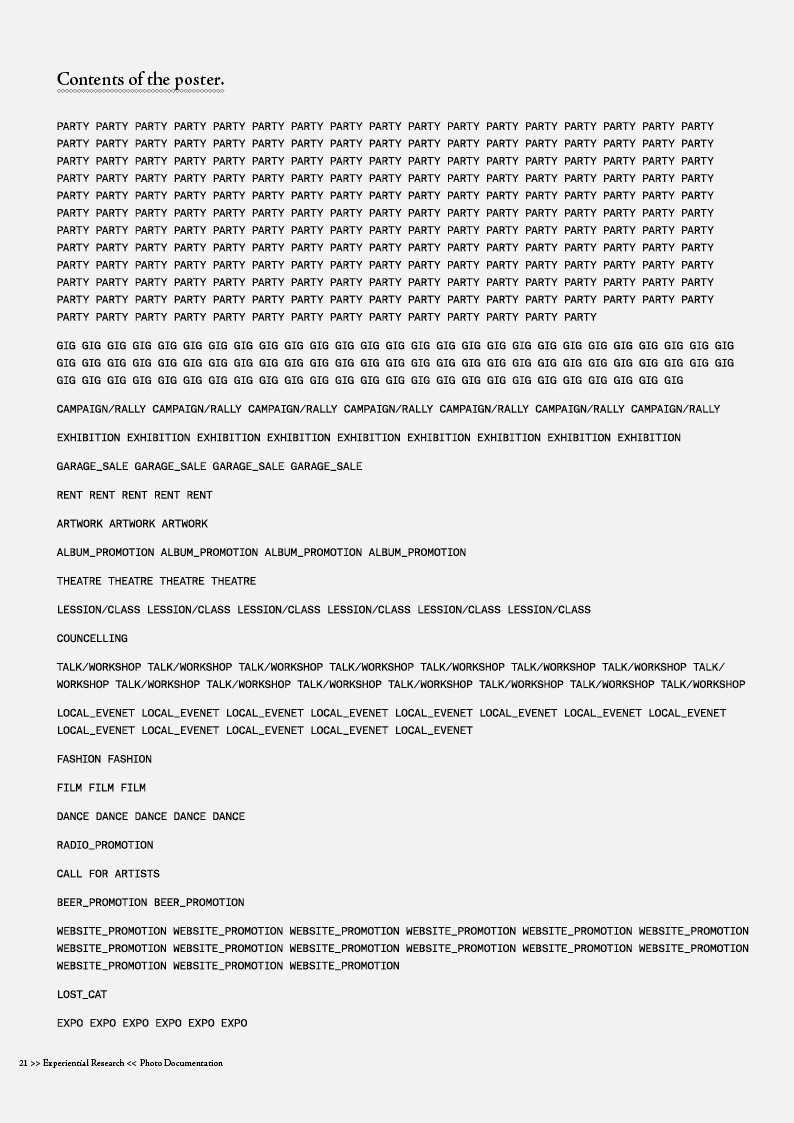 Contents of the poster.
PARTY PARTY PARTY PARTY PARTY PARTY PARTY PARTY PARTY PARTY PARTY PARTY PARTY PARTY PARTY PARTY PARTY
PARTY PARTY PARTY PARTY PARTY PARTY PARTY PARTY PARTY PARTY PARTY PARTY PARTY PARTY PARTY PARTY PARTY
PARTY PARTY PARTY PARTY PARTY PARTY PARTY PARTY PARTY PARTY PARTY PARTY PARTY PARTY PARTY PARTY PARTY
PARTY PARTY PARTY PARTY PARTY PARTY PARTY PARTY PARTY PARTY PARTY PARTY PARTY PARTY PARTY PARTY PARTY
PARTY PARTY PARTY PARTY PARTY PARTY PARTY PARTY PARTY PARTY PARTY PARTY PARTY PARTY PARTY PARTY PARTY
PARTY PARTY PARTY PARTY PARTY PARTY PARTY PARTY PARTY PARTY PARTY PARTY PARTY PARTY PARTY PARTY PARTY
PARTY PARTY PARTY PARTY PARTY PARTY PARTY PARTY PARTY PARTY PARTY PARTY PARTY PARTY PARTY PARTY PARTY
PARTY PARTY PARTY PARTY PARTY PARTY PARTY PARTY PARTY PARTY PARTY PARTY PARTY PARTY PARTY PARTY PARTY
PARTY PARTY PARTY PARTY PARTY PARTY PARTY PARTY PARTY PARTY PARTY PARTY PARTY PARTY PARTY PARTY PARTY
PARTY PARTY PARTY PARTY PARTY PARTY PARTY PARTY PARTY PARTY PARTY PARTY PARTY PARTY PARTY PARTY PARTY
PARTY PARTY PARTY PARTY PARTY PARTY PARTY PARTY PARTY PARTY PARTY PARTY PARTY PARTY PARTY PARTY PARTY
PARTY PARTY PARTY PARTY PARTY PARTY PARTY PARTY PARTY PARTY PARTY PARTY PARTY PARTY
GIG GIG GIG GIG GIG GIG GIG GIG GIG GIG GIG GIG GIG GIG GIG GIG GIG GIG GIG GIG GIG GIG GIG GIG GIG GIG GIG
GIG GIG GIG GIG GIG GIG GIG GIG GIG GIG GIG GIG GIG GIG GIG GIG GIG GIG GIG GIG GIG GIG GIG GIG GIG GIG GIG
GIG GIG GIG GIG GIG GIG GIG GIG GIG GIG GIG GIG GIG GIG GIG GIG GIG GIG GIG GIG GIG GIG GIG GIG GIG
CAMPAIGN/RALLY CAMPAIGN/RALLY CAMPAIGN/RALLY CAMPAIGN/RALLY CAMPAIGN/RALLY CAMPAIGN/RALLY CAMPAIGN/RALLY
EXHIBITION EXHIBITION EXHIBITION EXHIBITION EXHIBITION EXHIBITION EXHIBITION EXHIBITION EXHIBITION
GARAGE_SALE GARAGE_SALE GARAGE_SALE GARAGE_SALE
RENT RENT RENT RENT RENT
ARTWORK ARTWORK ARTWORK
ALBUM_PROMOTION ALBUM_PROMOTION ALBUM_PROMOTION ALBUM_PROMOTION
THEATRE THEATRE THEATRE THEATRE
LESSION/CLASS LESSION/CLASS LESSION/CLASS LESSION/CLASS LESSION/CLASS LESSION/CLASS
COUNCELLING
TALK/WORKSHOP TALK/WORKSHOP TALK/WORKSHOP TALK/WORKSHOP TALK/WORKSHOP TALK/WORKSHOP TALK/WORKSHOP TALK/
WORKSHOP TALK/WORKSHOP TALK/WORKSHOP TALK/WORKSHOP TALK/WORKSHOP TALK/WORKSHOP TALK/WORKSHOP TALK/WORKSHOP
LOCAL_EVENET LOCAL_EVENET LOCAL_EVENET LOCAL_EVENET LOCAL_EVENET LOCAL_EVENET LOCAL_EVENET LOCAL_EVENET
LOCAL_EVENET LOCAL_EVENET LOCAL_EVENET LOCAL_EVENET LOCAL_EVENET
FASHION FASHION
FILM FILM FILM
DANCE DANCE DANCE DANCE DANCE
RADIO_PROMOTION
CALL FOR ARTISTS
BEER_PROMOTION BEER_PROMOTION
WEBSITE_PROMOTION WEBSITE_PROMOTION WEBSITE_PROMOTION WEBSITE_PROMOTION WEBSITE_PROMOTION WEBSITE_PROMOTION
WEBSITE_PROMOTION WEBSITE_PROMOTION WEBSITE_PROMOTION WEBSITE_PROMOTION WEBSITE_PROMOTION WEBSITE_PROMOTION
WEBSITE_PROMOTION WEBSITE_PROMOTION WEBSITE_PROMOTION
LOST_CAT
EXPO EXPO EXPO EXPO EXPO EXPO
21 >> Experiential Research << Photo Documentation